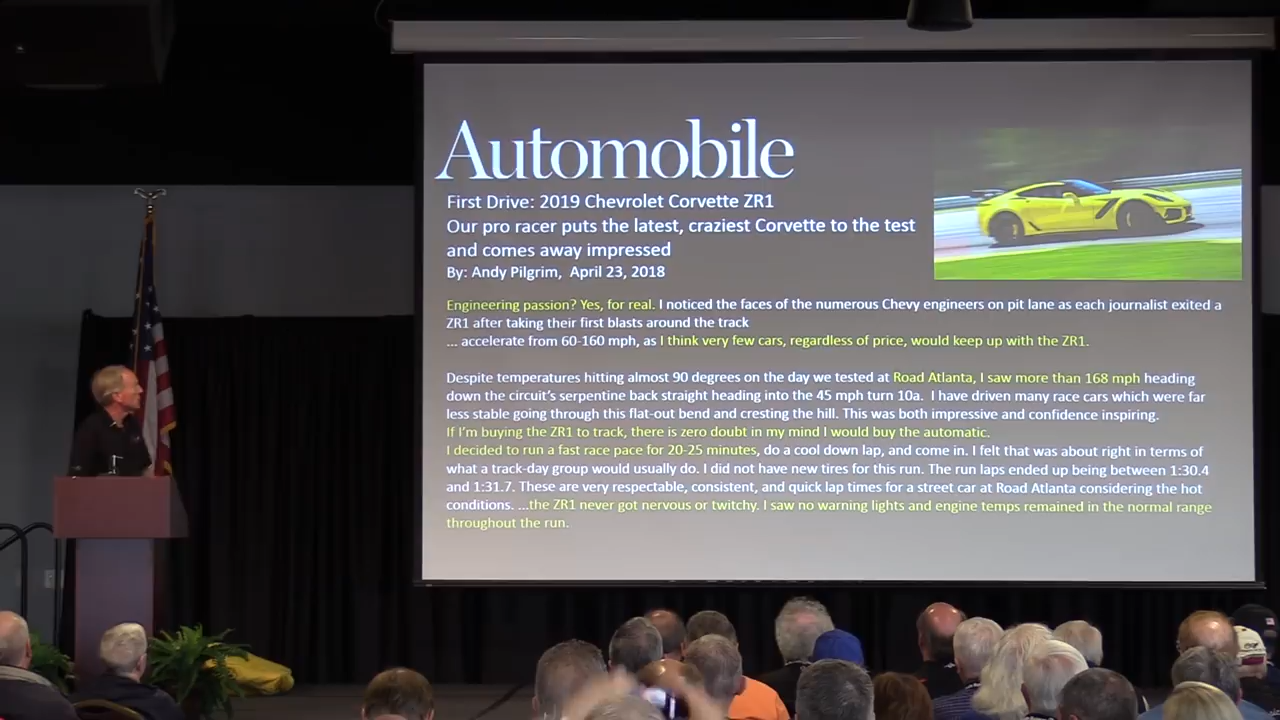 Automobile
First Drive: 2019 Chevrolet Corvette ZR1
Our pro racer puts the latest, craziest Corvette to the test
and comes away impressed
By: Andy Pilgrim, April 23, 2018
Engineering passion? Yes, for real. I noticed the faces of the numerous Chevy engineers on pit lane as each journalist exited a
ZR1 after taking their first blasts around the track
... accelerate from 60-160 mph, as I think very few cars, regardless of price, would keep up with the ZR1.
Despite temperatures hitting almost 90 degrees on the day we tested at Road Atlanta, I saw more than 168 mph heading
down the circuit's serpentine back straight heading into the 45 mph turn 10a. I have driven many race cars which were far
less stable going through this flat-out bend and cresting the hill. This was both impressive and confidence inspiring.
If I'm buying the ZR1 to track, there is zero doubt in my mind I would buy the automatic.
I decided to run a fast race pace for 20-25 minutes, do a cool down lap, and come in. I felt that was about right in terms of
what a track-day group would usually do. I did not have new tires for this run. The run laps ended up being between 1:30.4
and 1:31.7. These are very respectable, consistent, and quick lap times for a street car at Road Atlanta considering the hot
conditions. ...the ZR1 never got nervous or twitchy. I saw no warning lights and engine temps remained in the normal range
throughout the run.